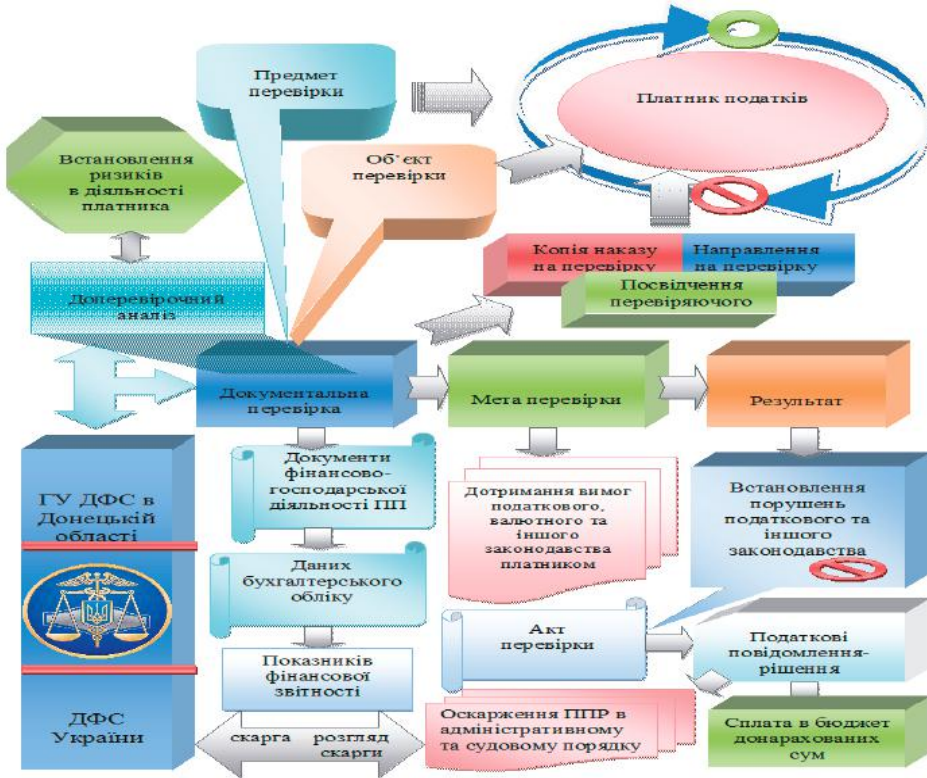 Предмет
перевірки
Платник податків
Встановлення
ризиків
в діяльності
платника
Об’єкт
перевірки
Копія наказу
на перевірку
Направлення
на перевірку
Посвідчення
перевіряючого
Доперевірочний
аналіз
Документальна
перевірка
Мета перевірки
Результат
ГУ ДФС в
Донецькій
області
Документи
фінансово-
господарської
діяльності ПП
Дотримання вимог
податкового,
валютного та
іншого законодавства
платником
Встановлення
порушень
податкового та
іншого
законодавства
Даних
бухгалтерського
обліку
Акт
перевірки
Податкові
повідомлення-
рішення
Показників
фінансової
звітності
ДФС
України
скарга розгляд
скарги
Оскарження ППР в
адміністративному
та судовому порядку
Сплата в бюджет
донарахованих
сум